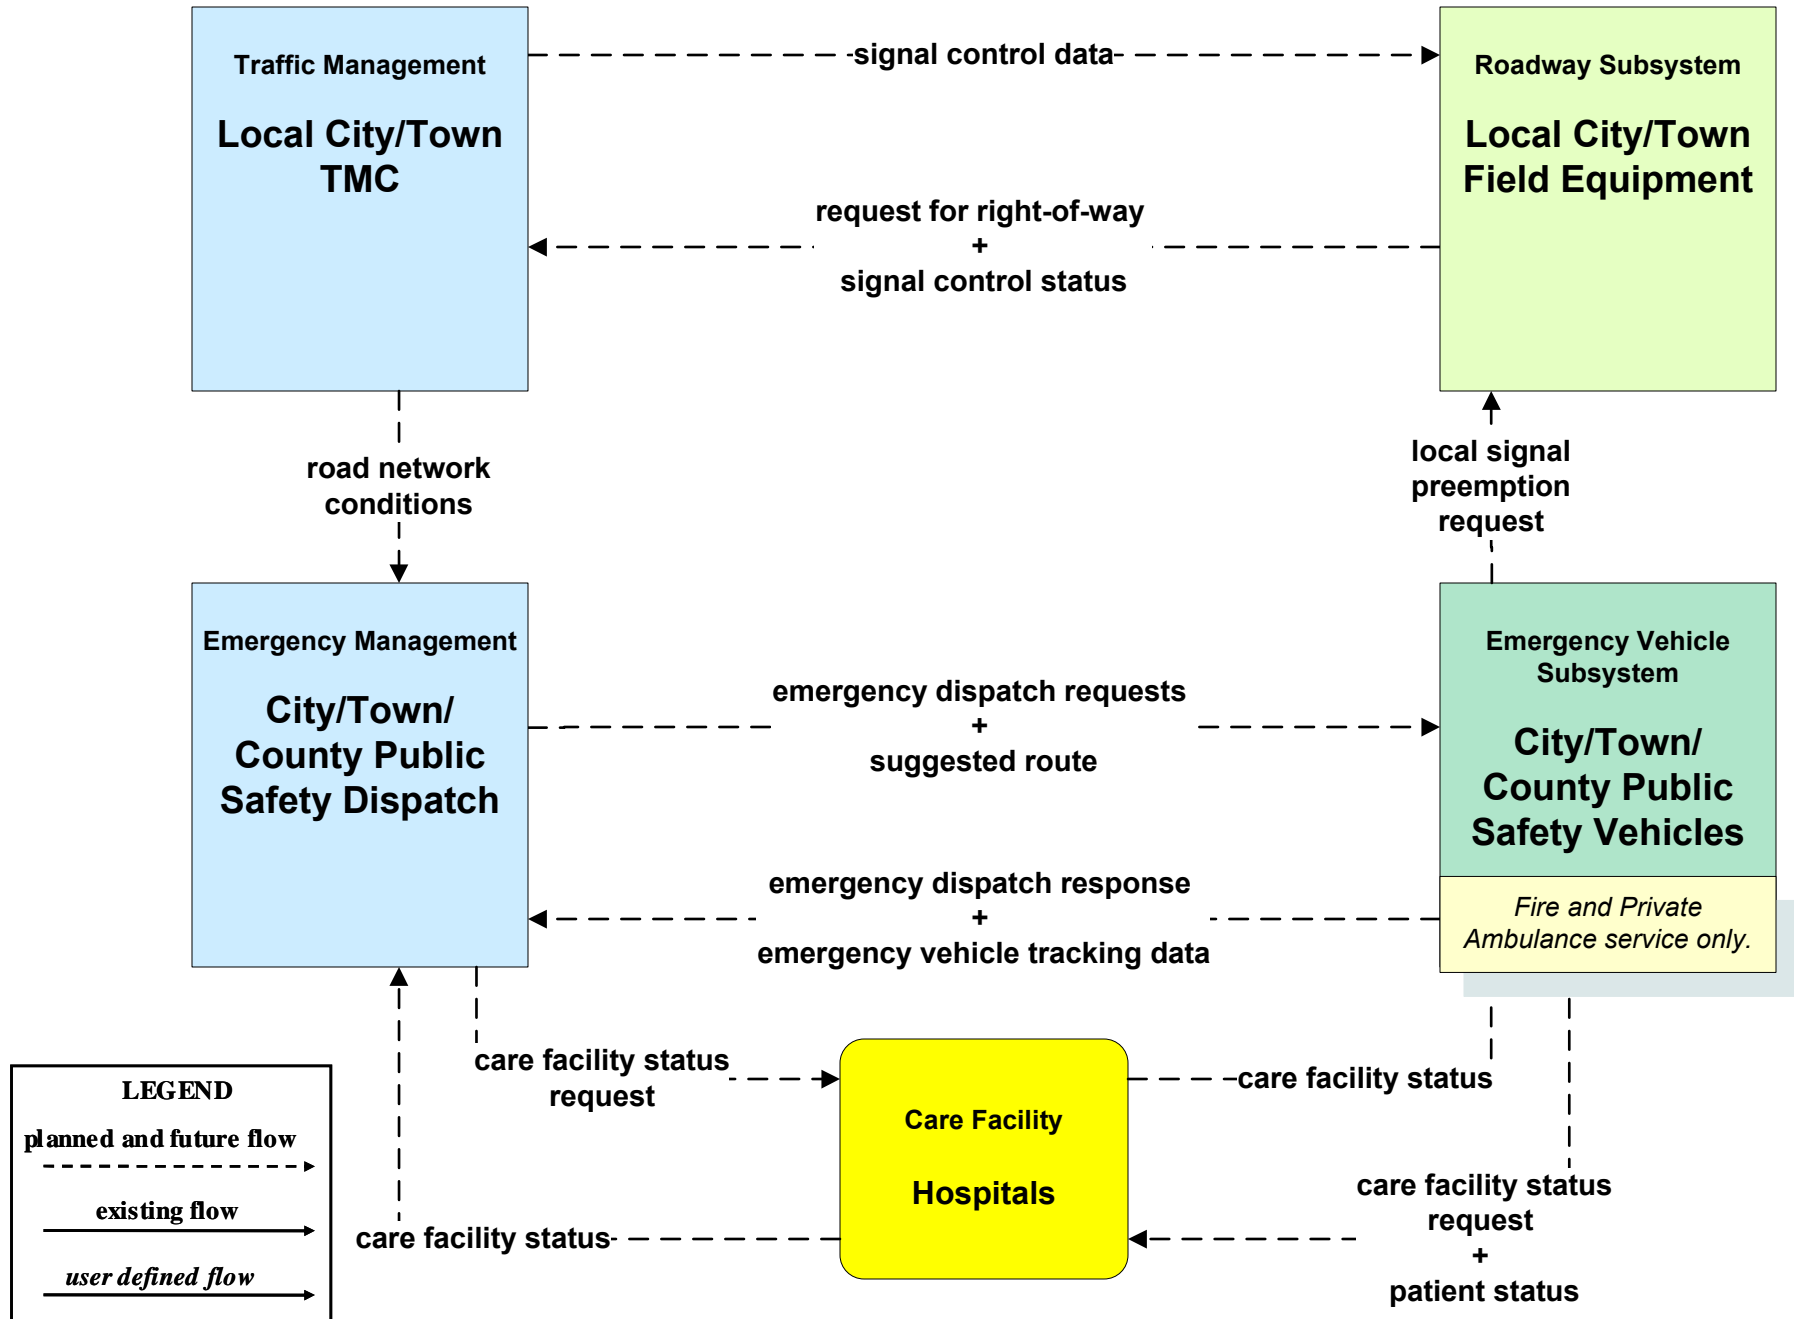 Traffic Management
Local City/Town
TMC
signal control data
Roadway Subsystem
Local City/Town
Field Equipment
request for right-of-way
+
signal control status
road network
conditions
local signal
preemption
request
Emergency Management
City/Town/
County Public
Safety Dispatch
emergency dispatch requests
+
suggested route
Emergency Vehicle
Subsystem
City/Town/
County Public
Safety Vehicles
Fire and Private
Ambulance service only.
emergency dispatch response
+
emergency vehicle tracking data
care facility status
request
Care Facility
Hospitals
care facility status
care facility status
request
+
patient status
care facility status
LEGEND
planned and future flow
existing flow
user defined flow